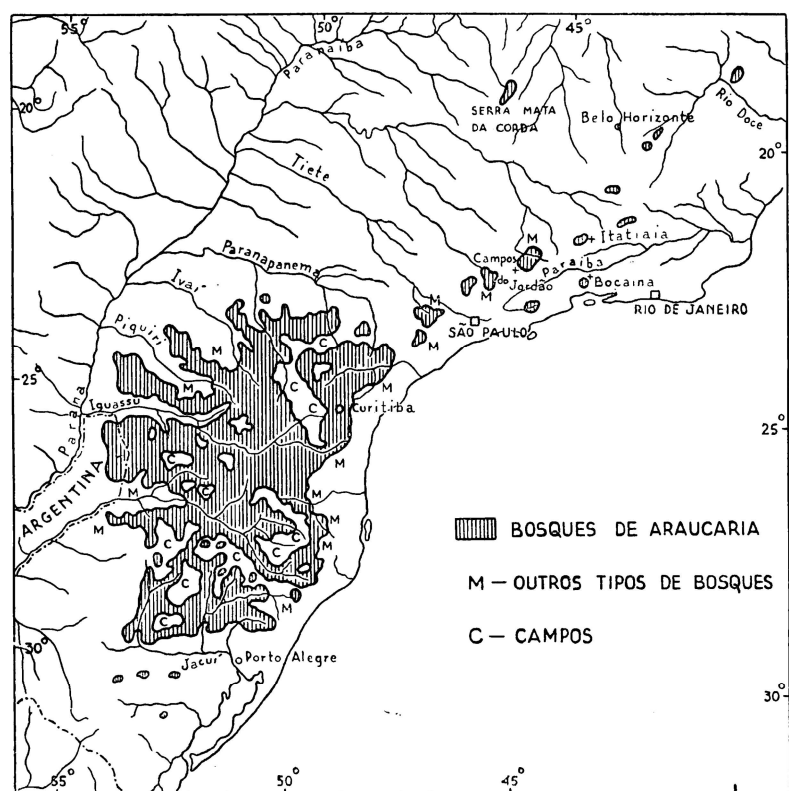 55°
50°
45°
Paranaiba
20°
SERRA MATA
DA CORDA
Belo Horizonte
Rio Doce
20°
Tiete
M
Itatiaia
Paranapanema
Campos
do
Jordão
Paraiba
Bocaina
Ivaí
M
M
RIO DE JANEIRO
SÃO PAULO
Piquiri
M
M
C
25°
M
C
M
Iguassu
C
Curitiba
Parana
25°
C
M
ARGENTINA
M
C
M
M
C
M
BOSQUES DE ARAUCARIA
C
C
M
C
C
M
M — OUTROS TIPOS DE BOSQUES
C
C — CAMPOS
30°
Jacuí
Porto Alegre
30°
55°
50°
45°